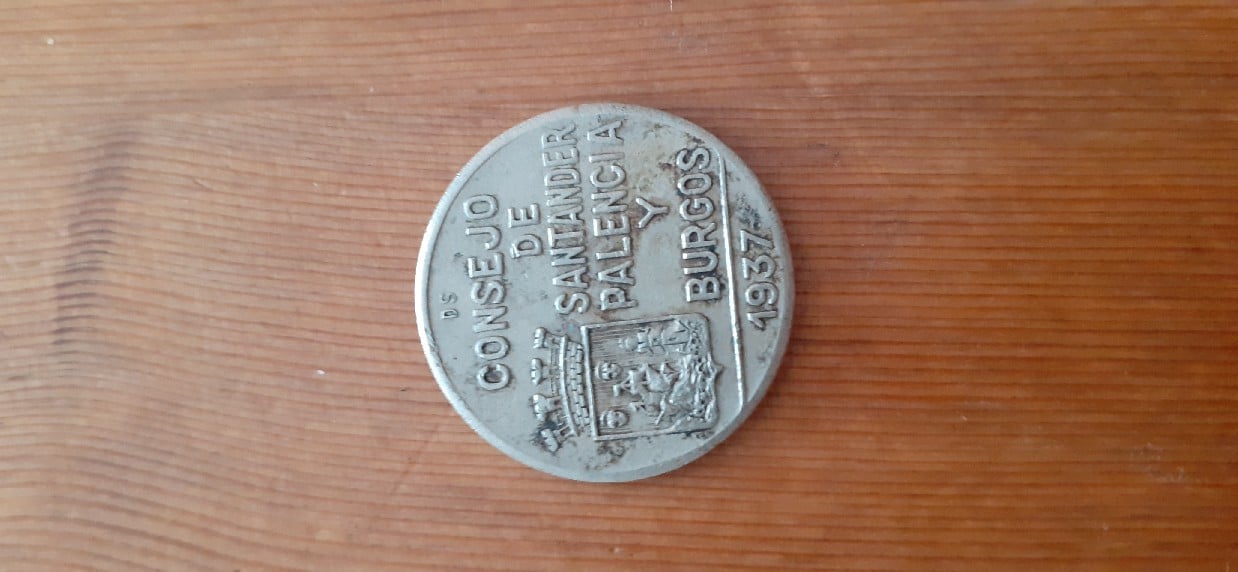 DS
CONSEJO
DE
SANTANDER
PALENCIA
Y
BURGOS
1937